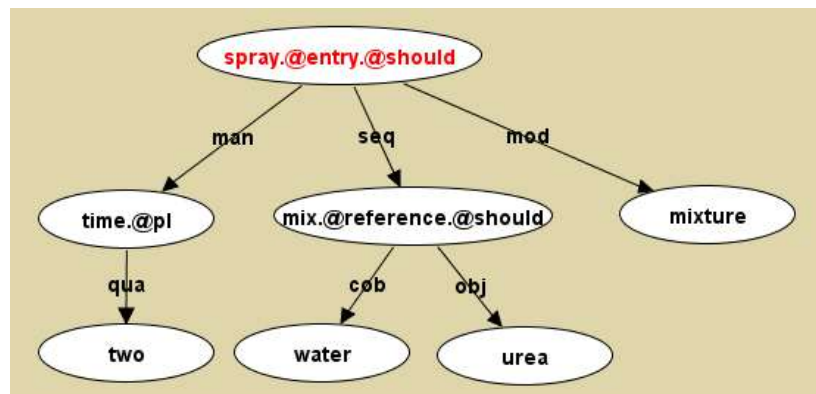 spray.@entry.@should
man
seq
mod
time.@pl
mix.@reference.@should
mixture
qua
cob
obj
two
water
urea